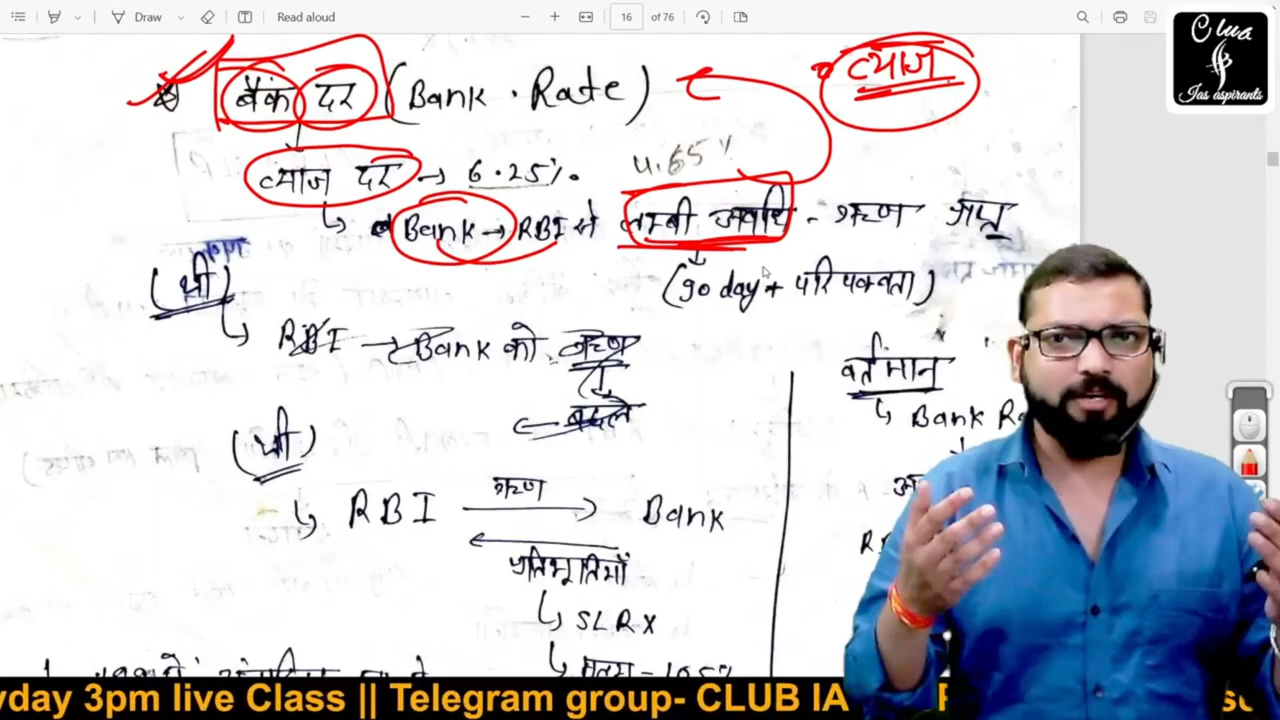 Draw
Read aloud
16 of 76
Clua
Ias aspirants
ब्याज
बैंक दर (Bank . Rate)
ब्याज दर → 6.25%. 4.65%
Bank → RBI से लम्बी अवधि - ऋण प्राप्त
(90 day + परिपक्वता)
(श्री)
RBI → Bank को ऋण
बदले
वर्तमान
Bank Ra
(श्री)
RBI ऋण Bank
प्रतिभूतियाँ
SLR X
yday 3pm live Class || Telegram group- CLUB IA